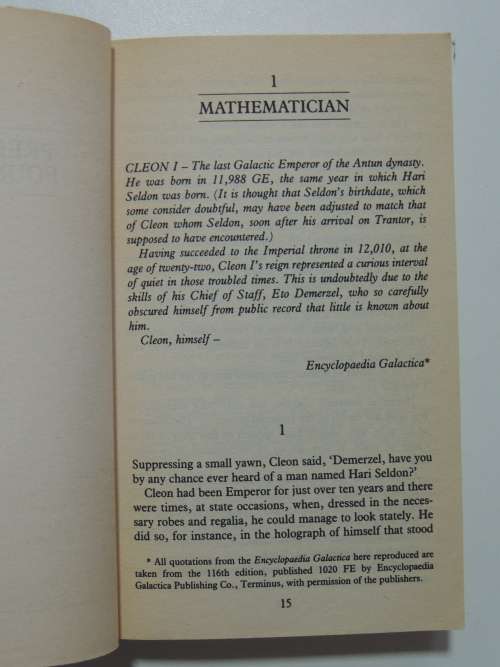 1
MATHEMATICIAN
CLEON I – The last Galactic Emperor of the Antun dynasty.
He was born in 11,988 GE, the same year in which Hari
Seldon was born. (It is thought that Seldon's birthdate, which
some consider doubtful, may have been adjusted to match that
of Cleon whom Seldon, soon after his arrival on Trantor, is
supposed to have encountered.)
Having succeeded to the Imperial throne in 12,010, at the
age of twenty-two, Cleon I's reign represented a curious interval
of quiet in those troubled times. This is undoubtedly due to the
skills of his Chief of Staff, Eto Demerzel, who so carefully
obscured himself from public record that little is known about
him.
Cleon, himself –
Encyclopaedia Galactica*
1
Suppressing a small yawn, Cleon said, 'Demerzel, have you
by any chance ever heard of a man named Hari Seldon?'
Cleon had been Emperor for just over ten years and there
were times, at state occasions, when, dressed in the neces-
sary robes and regalia, he could manage to look stately. He
did so, for instance, in the holograph of himself that stood
* All quotations from the Encyclopaedia Galactica here reproduced are
taken from the 116th edition, published 1020 FE by Encyclopaedia
Galactica Publishing Co., Terminus, with permission of the publishers.
15